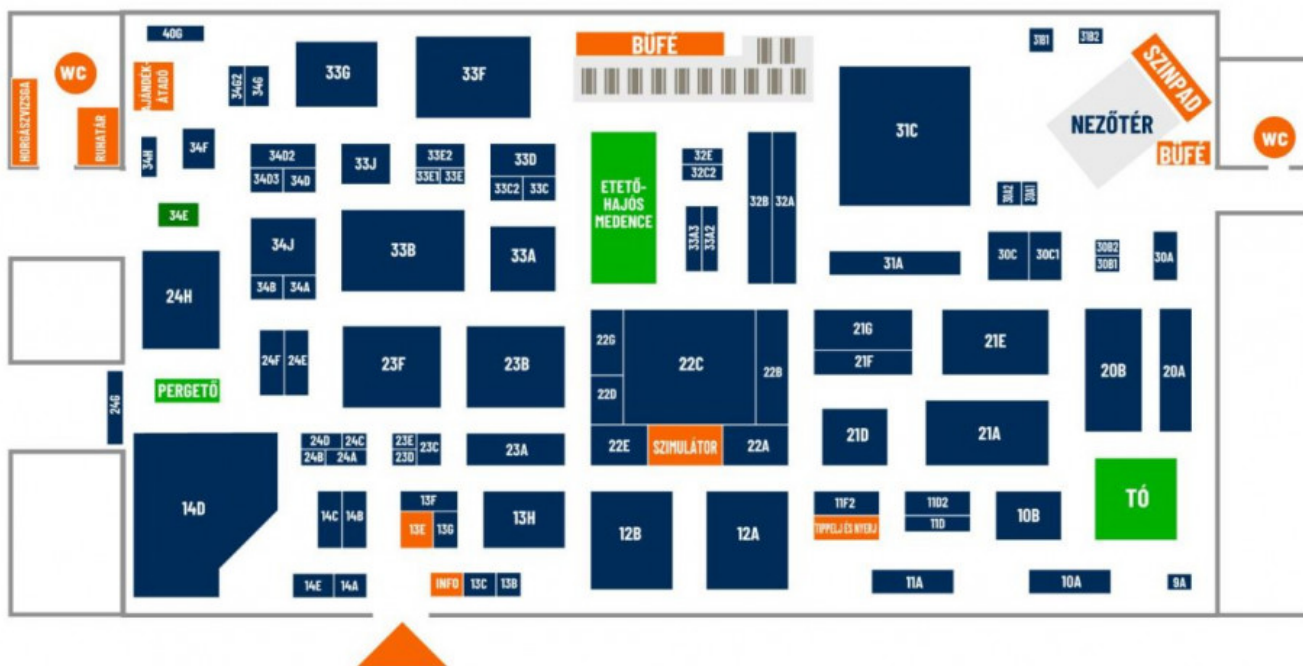 40G
BÜFÉ
31B1
31B2
SZINPAD
WC
HORGÁSZVIZSGA
RUHATÁR
AJÁNDÉK-
ÁTADÓ
34G2
34G
33G
33F
31C
NEZŐTÉR
BÜFÉ
WC
34H
34F
34D2
34D3
34D
33J
33E2
33E1
33E
33D
33C2
33C
ETETŐ-
HAJÓS
MEDENCE
32E
32C2
32B
32A
30A2
30A1
34E
34J
34B
34A
33B
33A
33A3
33A2
31A
30C
30C1
30B2
30B1
30A
24H
24F
24E
23F
23B
22G
22D
22C
22B
21G
21F
21E
20B
20A
PERGETŐ
24G
24D
24C
24B
24A
23E
23D
23C
23A
22E
SZIMULÁTOR
22A
21D
21A
14D
14C
14B
13F
13E
13G
13H
12B
12A
11F2
TIPPELJ ÉS NYERJ
11D2
11D
10B
TÓ
14E
14A
INFO
13C
13B
11A
10A
9A